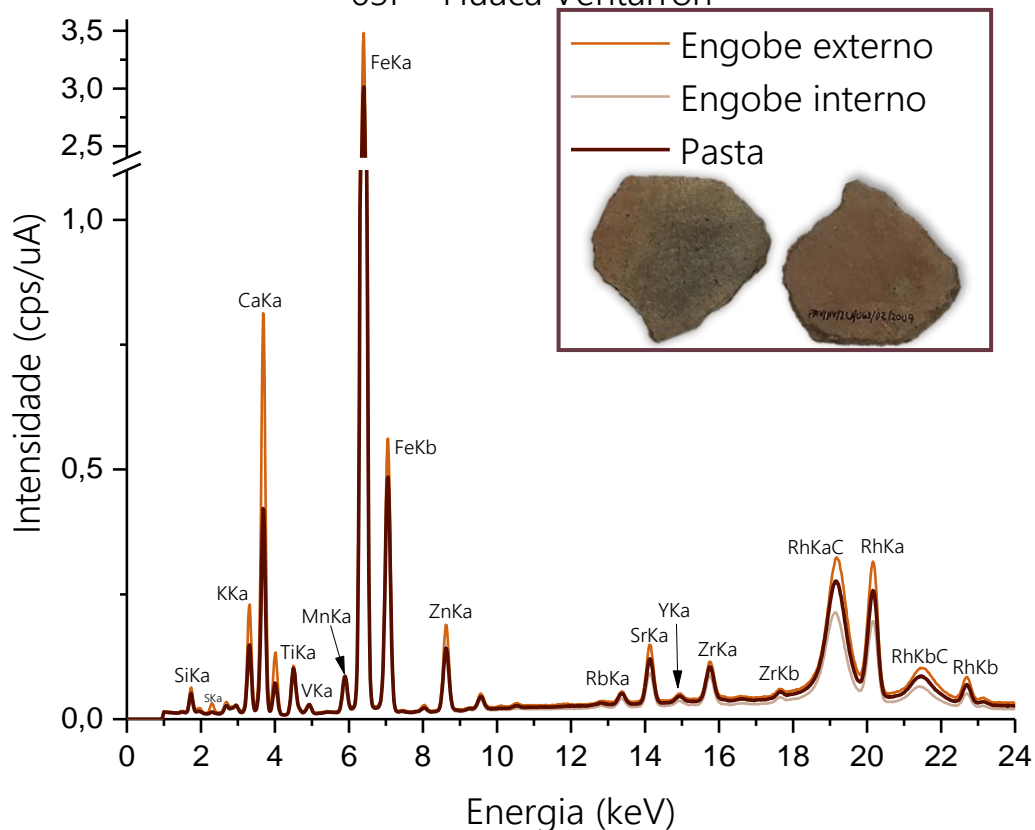 Engobe externo
Engobe interno
Pasta
Intensidade (cps/uA)
3,5
3,0
2,5
1,0
0,5
0,0
FeKa
CaKa
FeKb
KKa
MnKa
ZnKa
TiKa
SiKa
SKa
VKa
RbKa
SrKa
YKa
ZrKa
ZrKb
RhKaC
RhKa
RhKbC
RhKb
0 2 4 6 8 10 12 14 16 18 20 22 24
Energia (keV)